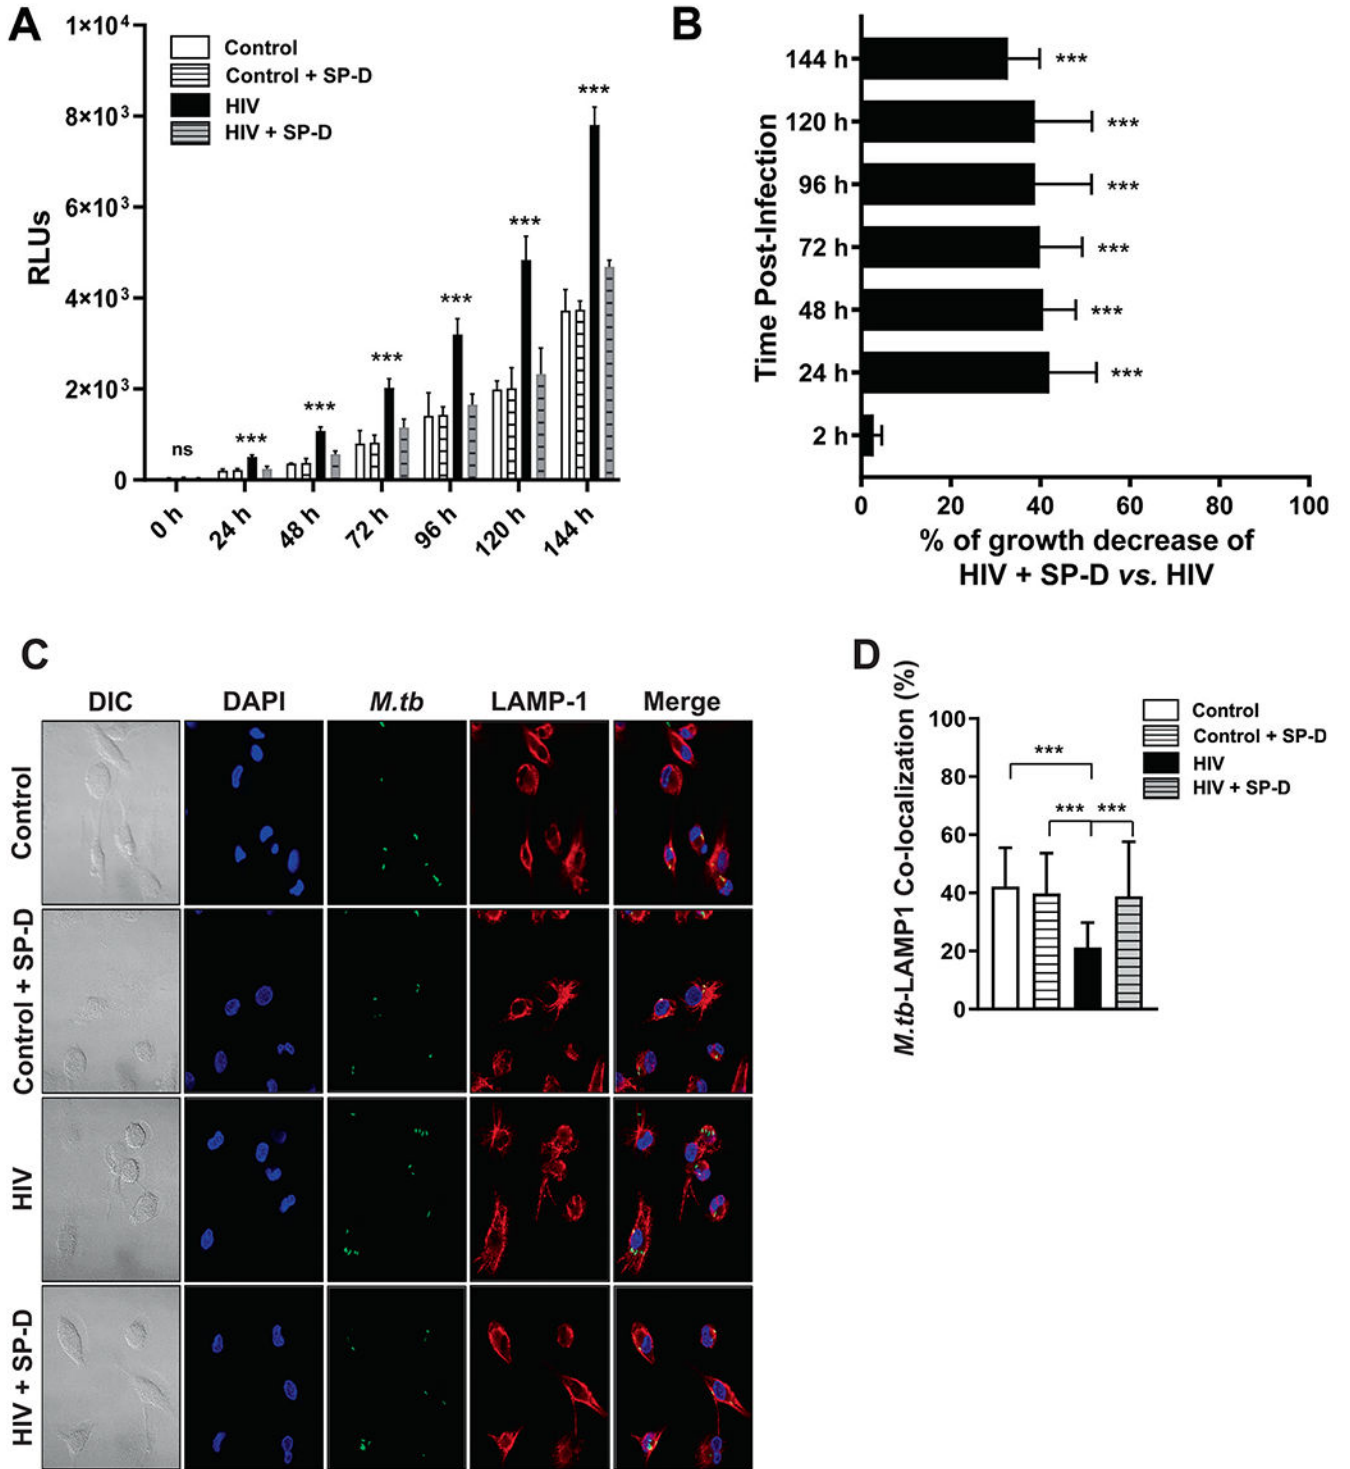 A
1×10⁴
8×10³
6×10³
4×10³
2×10³
0
RLUs
Control
Control + SP-D
HIV
HIV + SP-D
ns
***
***
***
***
***
***
0 h
24 h
48 h
72 h
96 h
120 h
144 h
B
Time Post-Infection
144 h
***
120 h
***
96 h
***
72 h
***
48 h
***
24 h
***
2 h
0
20
40
60
80
100
% of growth decrease of
HIV + SP-D vs. HIV
C
DIC
DAPI
M.tb
LAMP-1
Merge
Control
Control + SP-D
HIV
HIV + SP-D
D
M.tb-LAMP1 Co-localization (%)
100
80
60
40
20
0
***
***
***
Control
Control + SP-D
HIV
HIV + SP-D